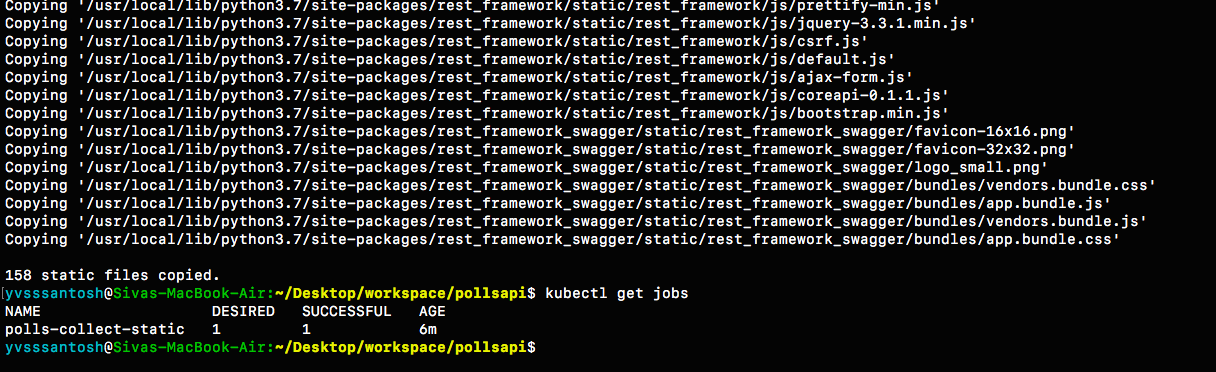 Copying '/usr/local/lib/python3.7/site-packages/rest_framework/static/rest_framework/js/prettify-min.js'
Copying '/usr/local/lib/python3.7/site-packages/rest_framework/static/rest_framework/js/jquery-3.3.1.min.js'
Copying '/usr/local/lib/python3.7/site-packages/rest_framework/static/rest_framework/js/csrf.js'
Copying '/usr/local/lib/python3.7/site-packages/rest_framework/static/rest_framework/js/default.js'
Copying '/usr/local/lib/python3.7/site-packages/rest_framework/static/rest_framework/js/ajax-form.js'
Copying '/usr/local/lib/python3.7/site-packages/rest_framework/static/rest_framework/js/coreapi-0.1.1.js'
Copying '/usr/local/lib/python3.7/site-packages/rest_framework/static/rest_framework/js/bootstrap.min.js'
Copying '/usr/local/lib/python3.7/site-packages/rest_framework_swagger/static/rest_framework_swagger/favicon-16x16.png'
Copying '/usr/local/lib/python3.7/site-packages/rest_framework_swagger/static/rest_framework_swagger/favicon-32x32.png'
Copying '/usr/local/lib/python3.7/site-packages/rest_framework_swagger/static/rest_framework_swagger/logo_small.png'
Copying '/usr/local/lib/python3.7/site-packages/rest_framework_swagger/static/rest_framework_swagger/bundles/vendors.bundle.css'
Copying '/usr/local/lib/python3.7/site-packages/rest_framework_swagger/static/rest_framework_swagger/bundles/app.bundle.js'
Copying '/usr/local/lib/python3.7/site-packages/rest_framework_swagger/static/rest_framework_swagger/bundles/vendors.bundle.js'
Copying '/usr/local/lib/python3.7/site-packages/rest_framework_swagger/static/rest_framework_swagger/bundles/app.bundle.css'
158 static files copied.
yvsssantosh@Sivas-MacBook-Air:~/Desktop/workspace/pollsapi$ kubectl get jobs
NAME DESIRED SUCCESSFUL AGE
polls-collect-static 1 1 6m
yvsssantosh@Sivas-MacBook-Air:~/Desktop/workspace/pollsapi$